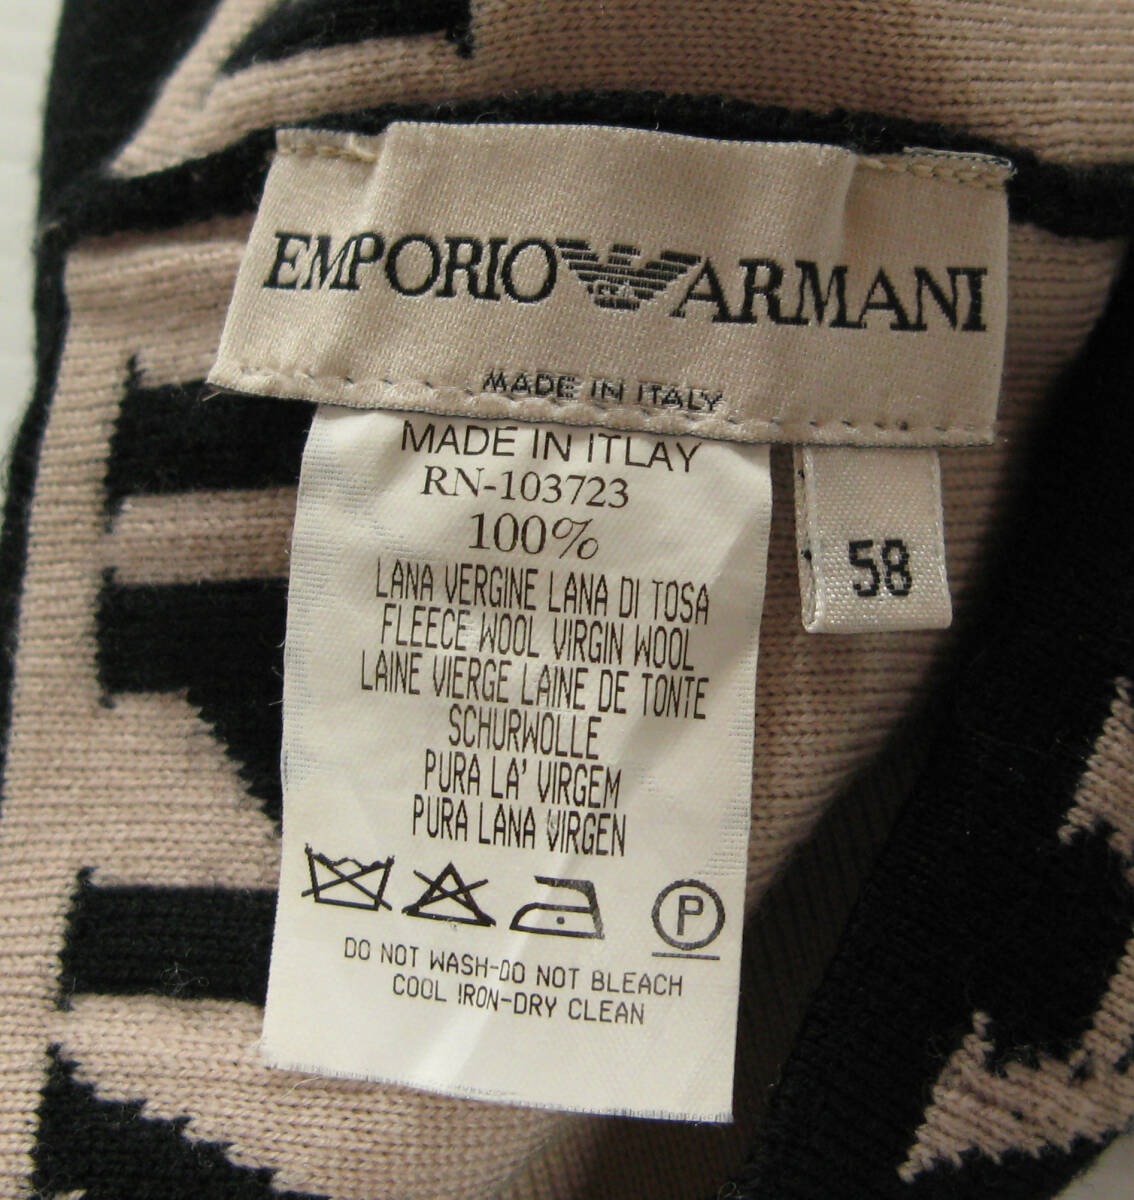 EMPORIO ARMANI
MADE IN ITALY
MADE IN ITLAY
RN-103723
100%
58
LANA VERGINE LANA DI TOSA
FLEECE WOOL VIRGIN WOOL
LAINE VIERGE LAINE DE TONTE
SCHURWOLLE
PURA LA' VIRGEM
PURA LANA VIRGEN
P
DO NOT WASH-DO NOT BLEACH
COOL IRON-DRY CLEAN